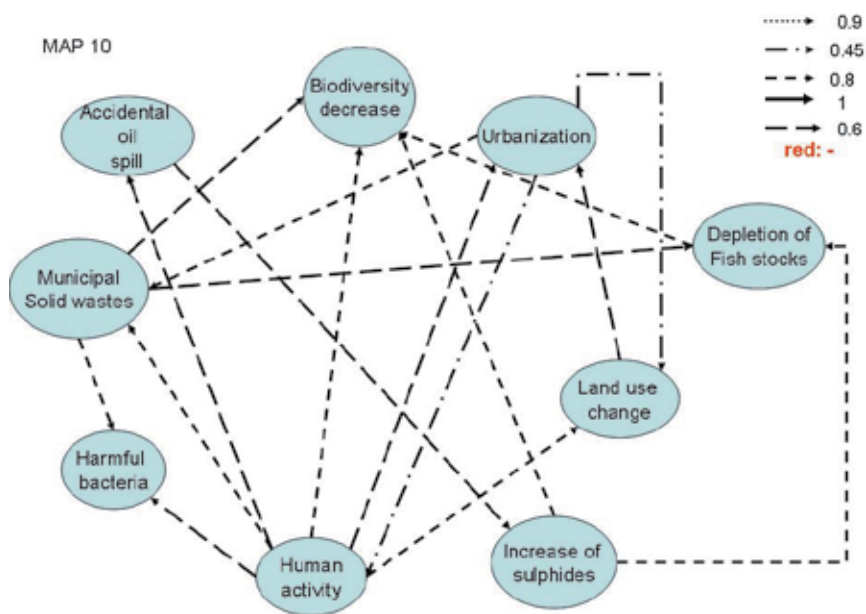 MAP 10
0.9
0.45
0.8
1
0.6
red: -
Biodiversity
decrease
Accidental
oil
spill
Urbanization
Depletion of
Fish stocks
Municipal
Solid wastes
Land use
change
Harmful
bacteria
Human
activity
Increase of
sulphides